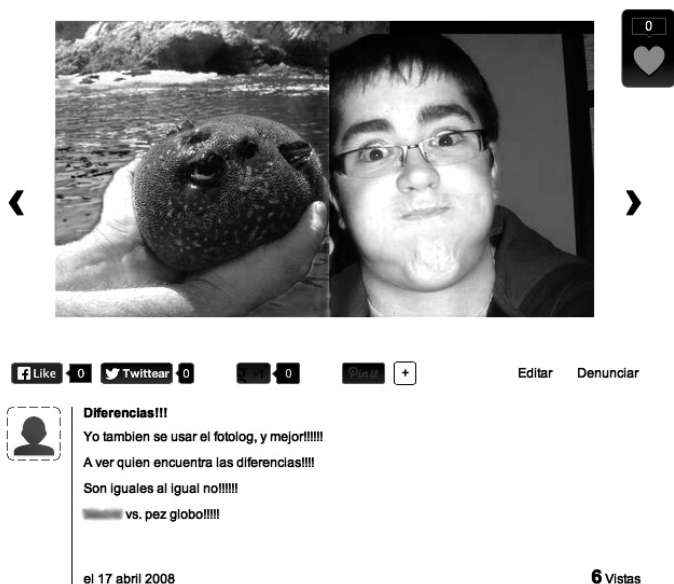 0
Like 0 Twittear 0 +1 0 Pin it + Editar Denunciar
Diferencias!!!
Yo tambien se usar el fotolog, y mejor!!!!!!
A ver quien encuentra las diferencias!!!!
Son iguales al igual no!!!!!!
vs. pez globo!!!!!
el 17 abril 2008 6 Vistas